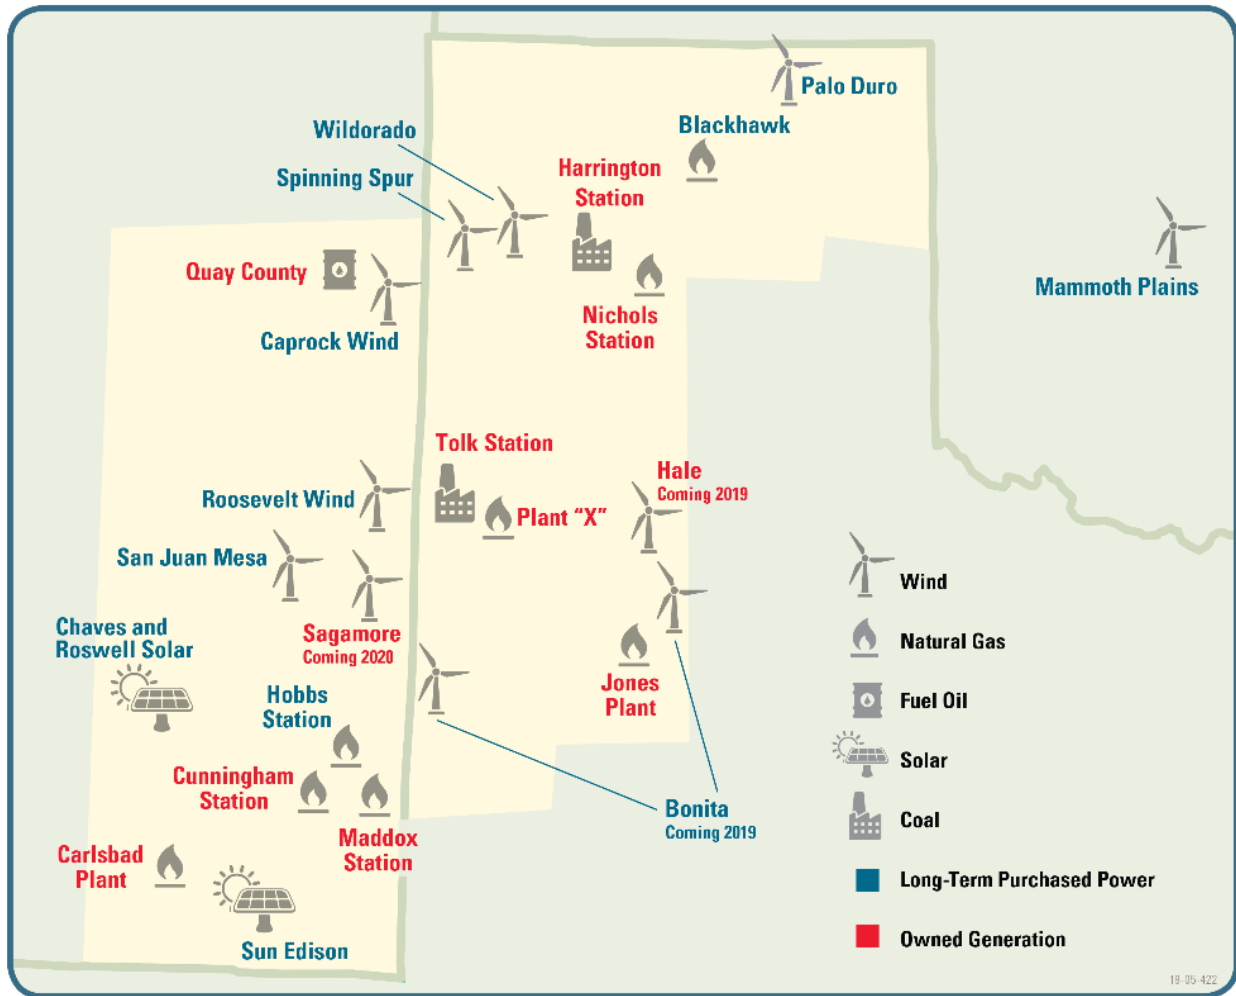 Palo Duro
Blackhawk
Wildorado
Harrington
Station
Spinning Spur
Quay County
Mammoth Plains
Nichols
Station
Caprock Wind
Tolk Station
Hale
Coming 2019
Roosevelt Wind
Plant “X”
San Juan Mesa
Wind
Chaves and
Roswell Solar
Sagamore
Coming 2020
Natural Gas
Jones
Plant
Hobbs
Station
Fuel Oil
Solar
Cunningham
Station
Bonita
Coming 2019
Coal
Maddox
Station
Carlsbad
Plant
Long-Term Purchased Power
Sun Edison
Owned Generation
18-05-422